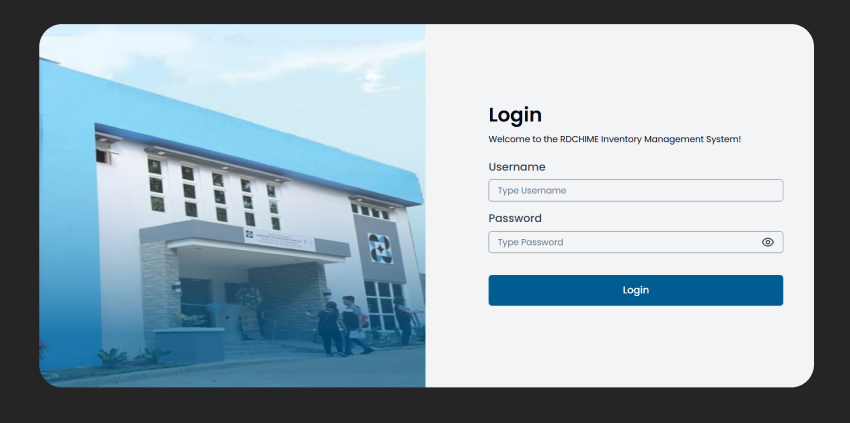 Login
Welcome to the RDCHIME Inventory Management System!
Username
Type Username
Password
Type Password
Login